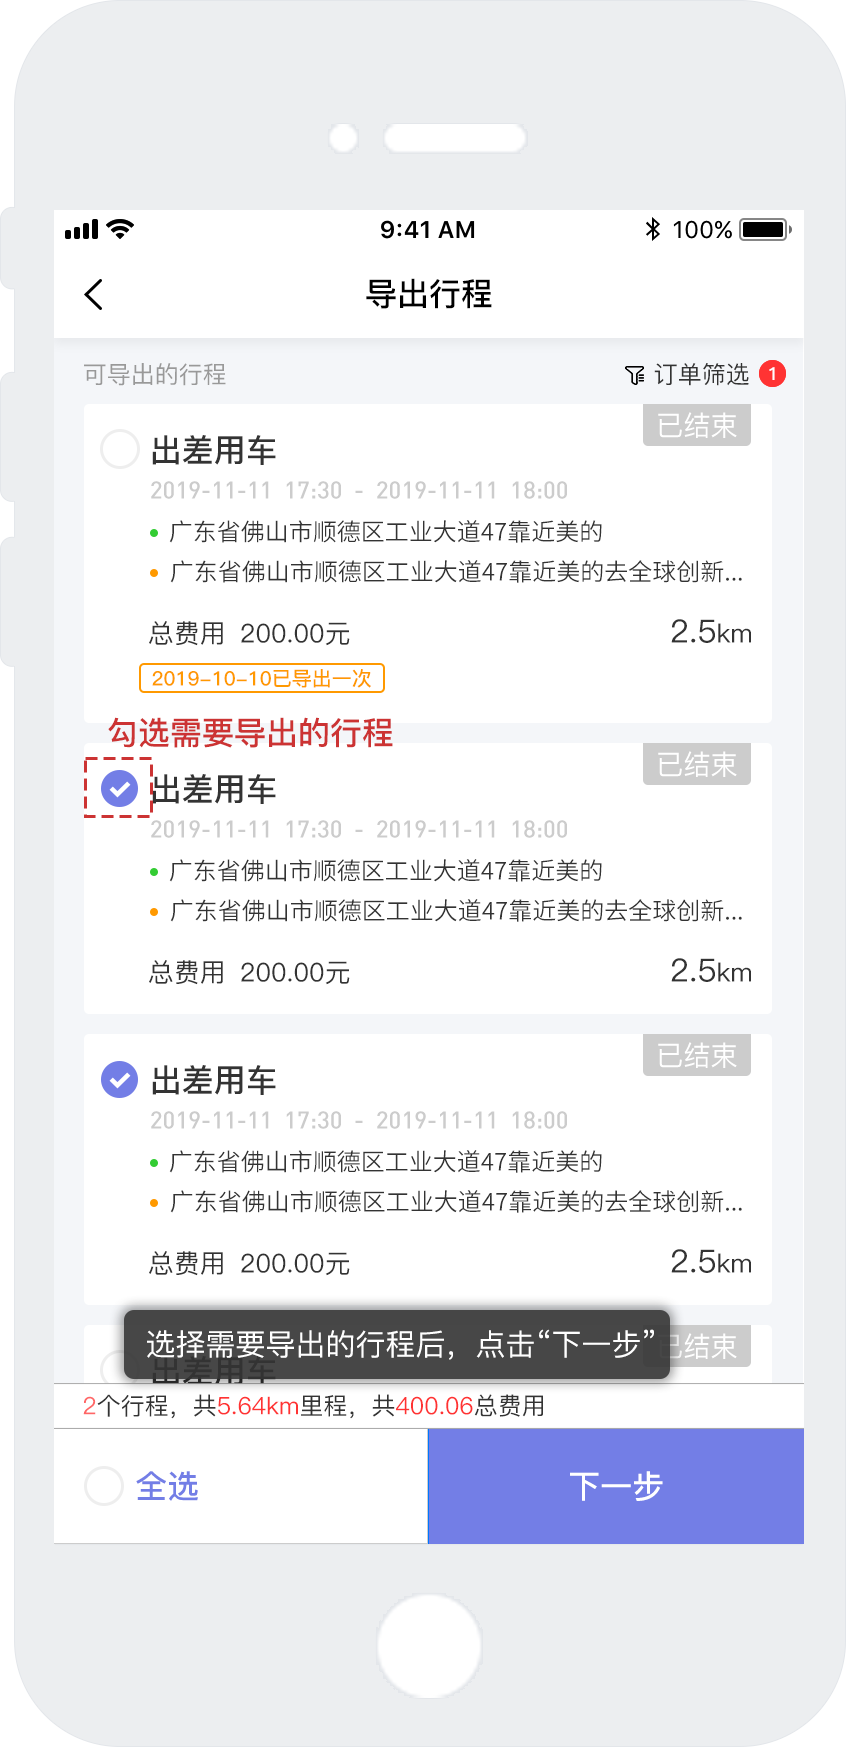 9:41 AM 100%
导出行程
可导出的行程 订单筛选 1
已结束
出差用车
2019-11-11 17:30 - 2019-11-11 18:00
广东省佛山市顺德区工业大道47靠近美的
广东省佛山市顺德区工业大道47靠近美的去全球创新...
总费用 200.00元 2.5km
2019-10-10已导出一次
勾选需要导出的行程
已结束
出差用车
2019-11-11 17:30 - 2019-11-11 18:00
广东省佛山市顺德区工业大道47靠近美的
广东省佛山市顺德区工业大道47靠近美的去全球创新...
总费用 200.00元 2.5km
已结束
出差用车
2019-11-11 17:30 - 2019-11-11 18:00
广东省佛山市顺德区工业大道47靠近美的
广东省佛山市顺德区工业大道47靠近美的去全球创新...
总费用 200.00元 2.5km
选择需要导出的行程后，点击“下一步”
已结束
出差用车
2个行程，共5.64km里程，共400.06总费用
全选 下一步